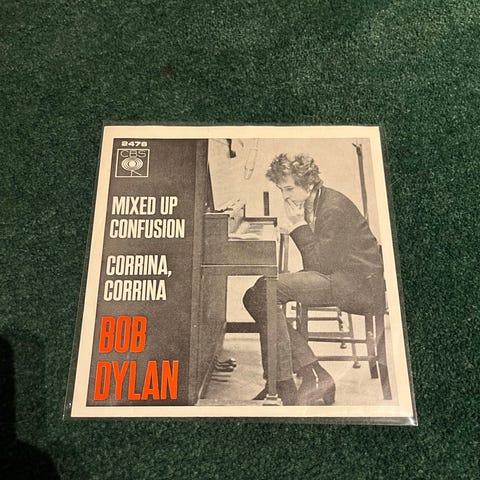 2476
CBS
MIXED UP
CONFUSION
CORRINA,
CORRINA
BOB
DYLAN